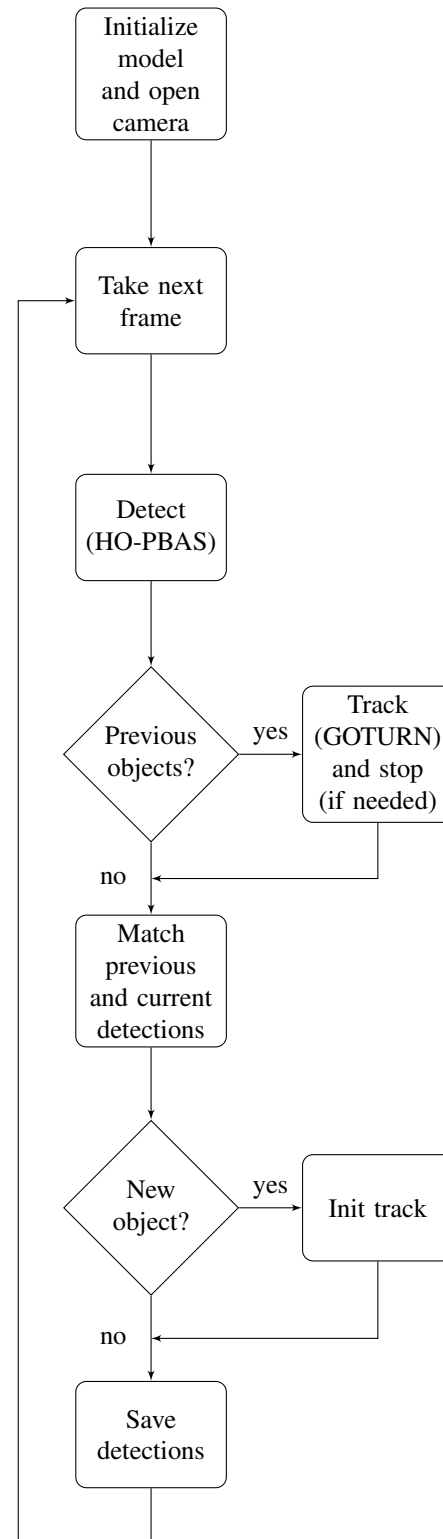 Initialize
model
and open
camera
Take next
frame
Detect
(HO-PBAS)
Previous
objects?
yes
Track
(GOTURN)
and stop
(if needed)
no
Match
previous
and current
detections
New
object?
yes
Init track
no
Save
detections